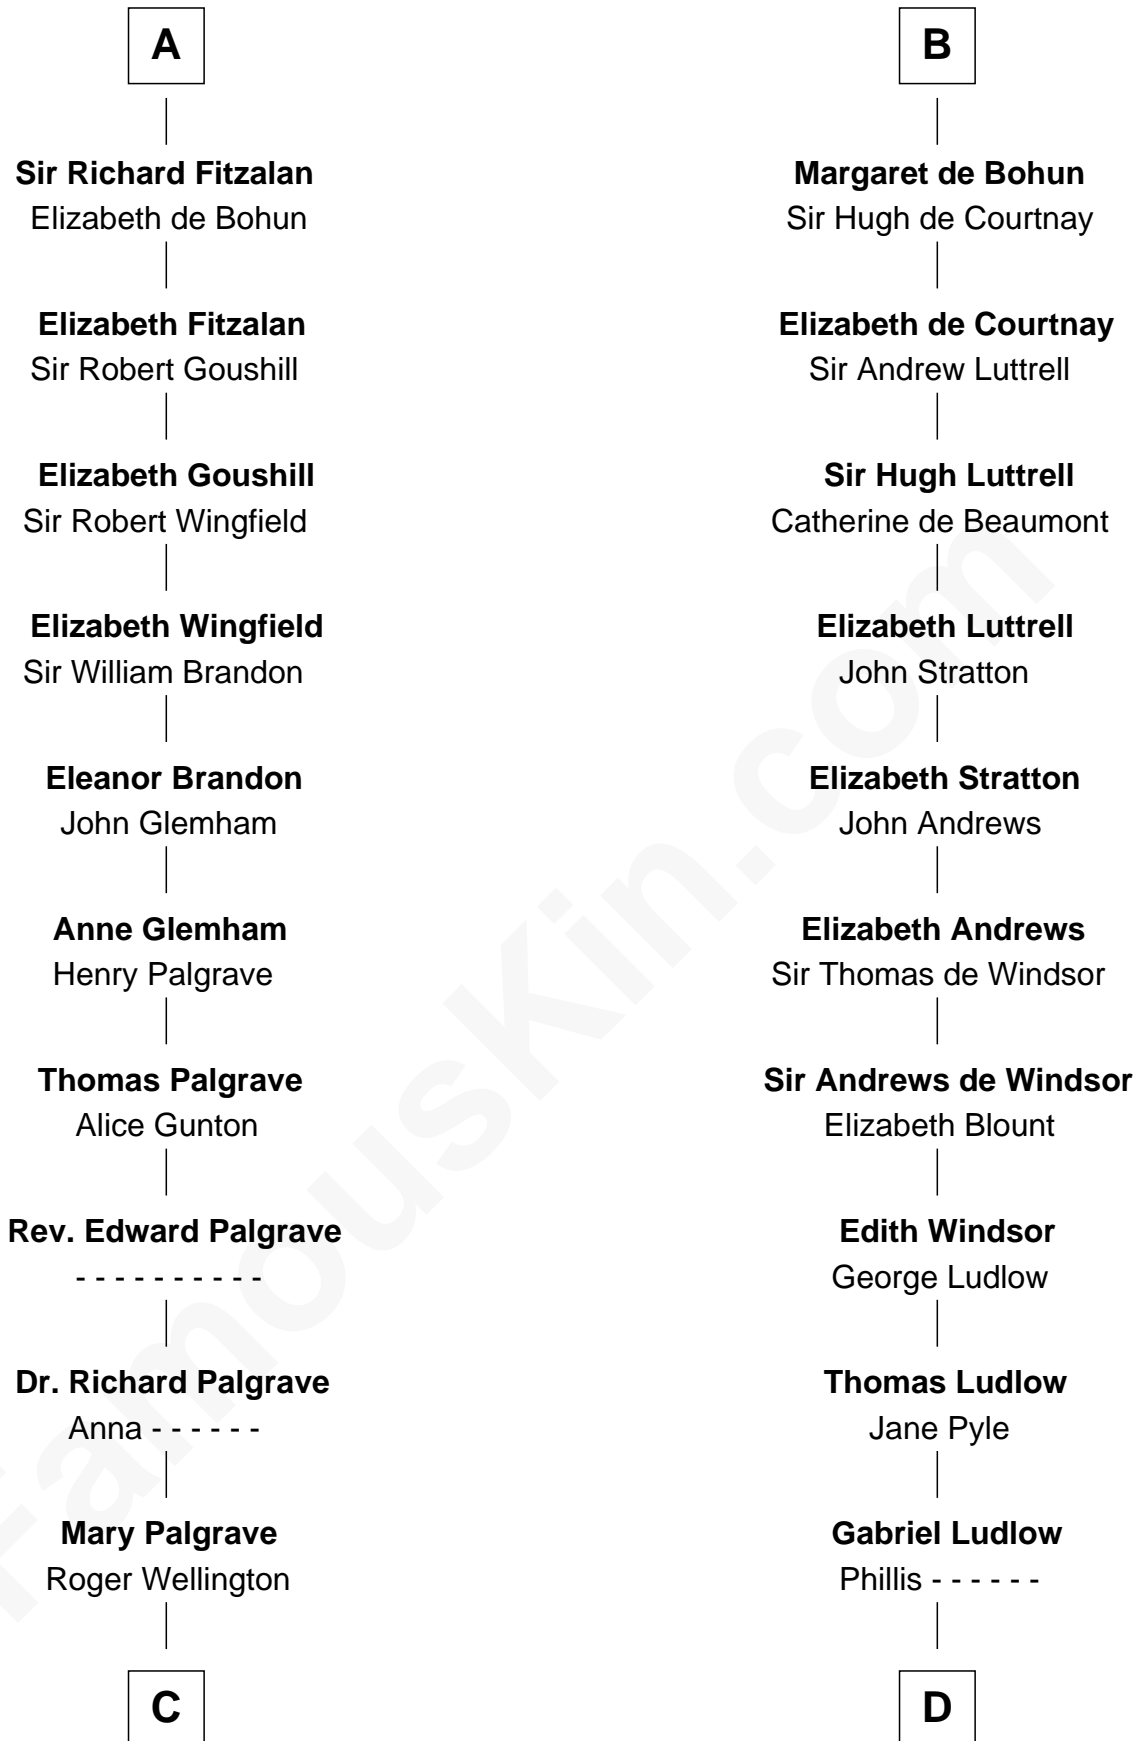 A
Sir Richard Fitzalan
Elizabeth de Bohun
Elizabeth Fitzalan
Sir Robert Goushill
Elizabeth Goushill
Sir Robert Wingfield
Elizabeth Wingfield
Sir William Brandon
Eleanor Brandon
John Glemham
Anne Glemham
Henry Palgrave
Thomas Palgrave
Alice Gunton
Rev. Edward Palgrave
- - - - - - - - - -
Dr. Richard Palgrave
Anna - - - - - -
Mary Palgrave
Roger Wellington
C
B
Margaret de Bohun
Sir Hugh de Courtnay
Elizabeth de Courtnay
Sir Andrew Luttrell
Sir Hugh Luttrell
Catherine de Beaumont
Elizabeth Luttrell
John Stratton
Elizabeth Stratton
John Andrews
Elizabeth Andrews
Sir Thomas de Windsor
Sir Andrews de Windsor
Elizabeth Blount
Edith Windsor
George Ludlow
Thomas Ludlow
Jane Pyle
Gabriel Ludlow
Phillis - - - - - -
D
FamousKin.com